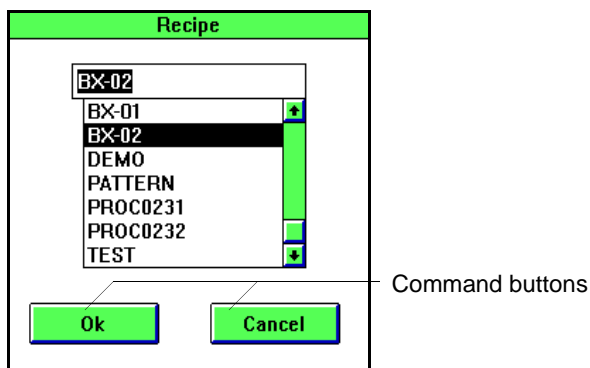 Recipe
BX-02
BX-01
BX-02
DEMO
PATTERN
PROC0231
PROC0232
TEST
Command buttons
Ok Cancel